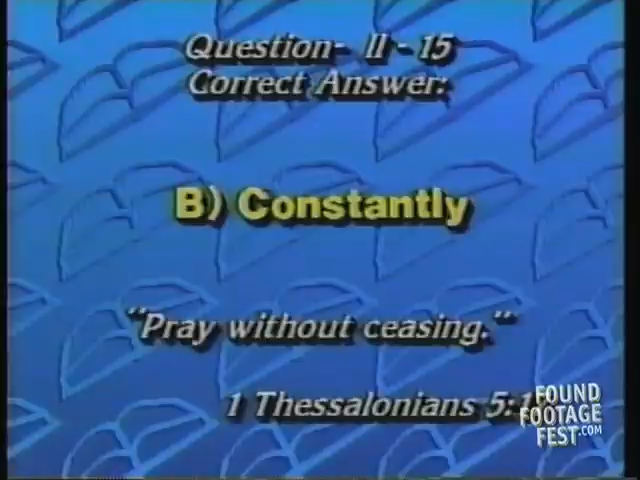 Question- II - 15
Correct Answer:
B) Constantly
"Pray without ceasing."
1 Thessalonians 5:1
FOUND
FOOTAGE
FEST.COM